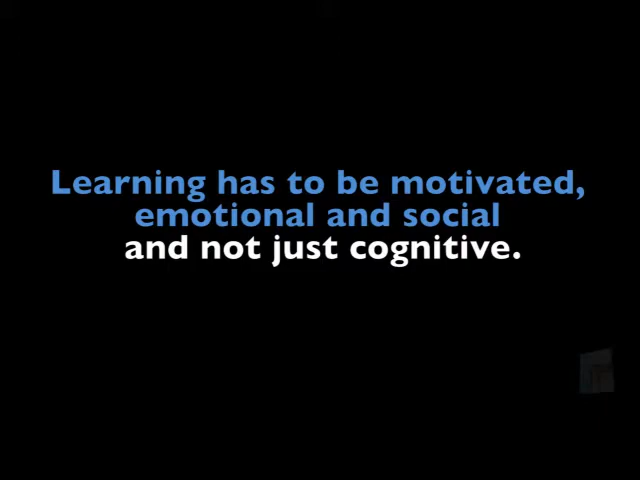 Learning has to be motivated,
emotional and social
and not just cognitive.